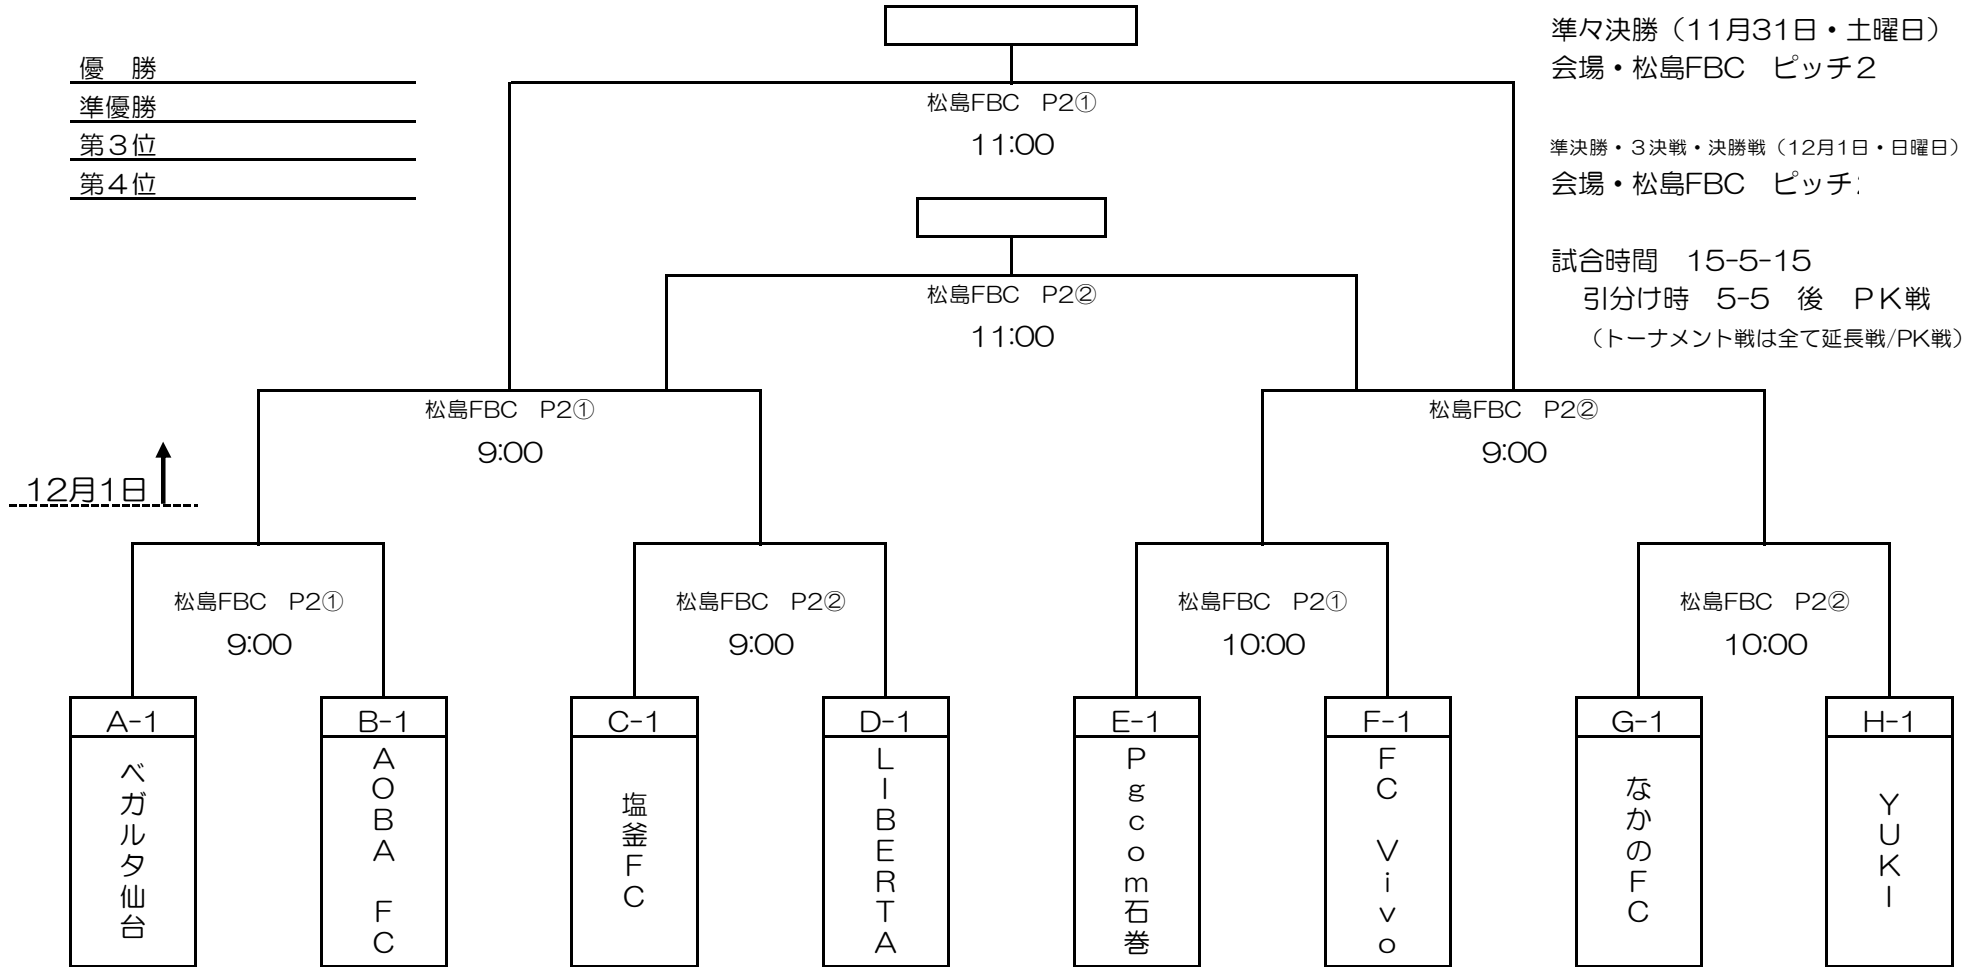 優　勝
準優勝
第３位
第４位
準々決勝（11月31日・土曜日）
会場・松島FBC　ピッチ２
準決勝・３決戦・決勝戦（12月1日・日曜日）
会場・松島FBC　ピッチ
試合時間　15-5-15
引分け時　5-5　後　ＰＫ戦
（トーナメント戦は全て延長戦/PK戦）
松島FBC　P2①
11:00
松島FBC　P2②
11:00
松島FBC　P2①
9:00
松島FBC　P2②
9:00
12月1日
松島FBC　P2①
9:00
松島FBC　P2②
9:00
松島FBC　P2①
10:00
松島FBC　P2②
10:00
A-1
ベガルタ仙台
B-1
ＡＯＢＡ　ＦＣ
C-1
塩釜ＦＣ
D-1
ＬＩＢＥＲＴＡ
E-1
Ｐｇｃｏｍ石巻
F-1
ＦＣ　Ｖｉｖｏ
G-1
なかのＦＣ
H-1
ＹＵＫＩ